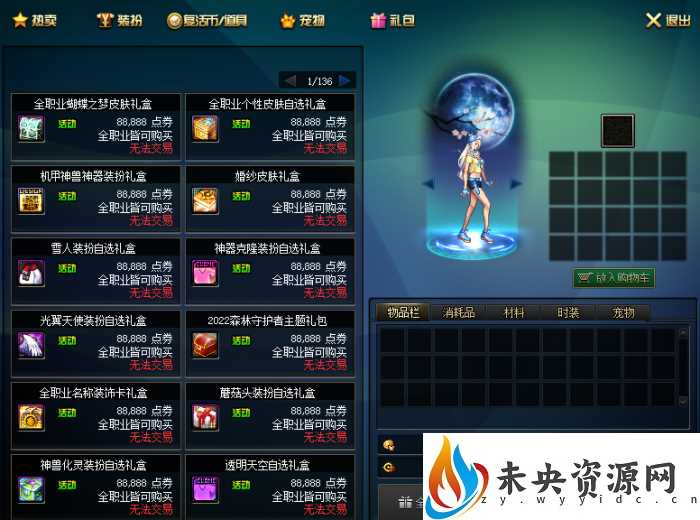 热卖
装扮
复活币/道具
宠物
礼包
退出
1/136
全职业蝴蝶之梦皮肤礼盒
活动
88,888 点券
全职业皆可购买
无法交易
全职业个性皮肤自选礼盒
活动
88,888 点券
全职业皆可购买
无法交易
机甲神兽神器装扮礼盒
活动
88,888 点券
全职业皆可购买
无法交易
婚纱皮肤礼盒
活动
88,888 点券
全职业皆可购买
无法交易
雪人装扮自选礼盒
活动
88,888 点券
全职业皆可购买
无法交易
神器克隆装扮自选礼盒
活动
88,888 点券
全职业皆可购买
无法交易
光翼天使装扮自选礼盒
活动
88,888 点券
全职业皆可购买
无法交易
2022森林守护者主题礼包
活动
88,888 点券
全职业皆可购买
无法交易
全职业名称装饰卡礼盒
活动
88,888 点券
全职业皆可购买
无法交易
蘑菇头装扮自选礼盒
活动
88,888 点券
全职业皆可购买
无法交易
神兽化灵装扮自选礼盒
活动
88,888 点券
全职业皆可购买
无法交易
透明天空自选礼盒
活动
88,888 点券
全职业皆可购买
无法交易
放入购物车
物品栏
消耗品
材料
时装
宠物
未央资源网
zy.wyyidc.cn